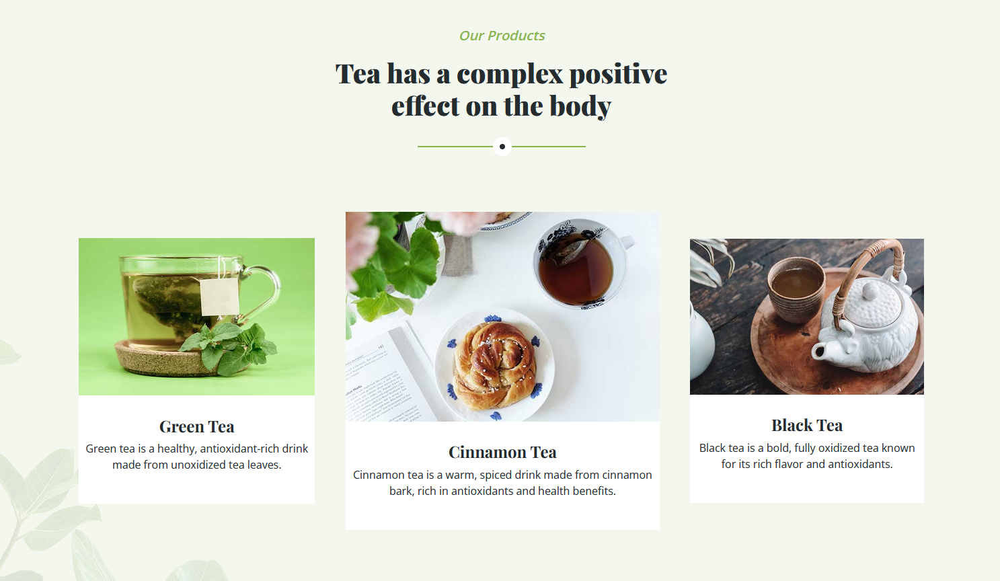 Our Products
Tea has a complex positive
effect on the body
Green Tea
Green tea is a healthy, antioxidant-rich drink
made from unoxidized tea leaves.
Cinnamon Tea
Cinnamon tea is a warm, spiced drink made from cinnamon
bark, rich in antioxidants and health benefits.
Black Tea
Black tea is a bold, fully oxidized tea known
for its rich flavor and antioxidants.